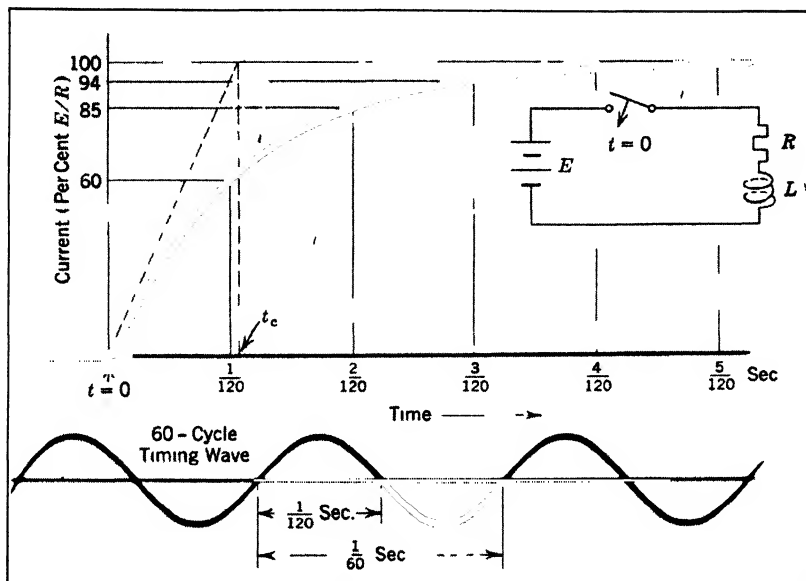 Current (Per Cent E/R)
100
94
85
60
t = 0
E
R
L
t_c
t = 0
1/120
2/120
3/120
4/120
5/120 Sec
Time
60 - Cycle
Timing Wave
1/120 Sec.
1/60 Sec